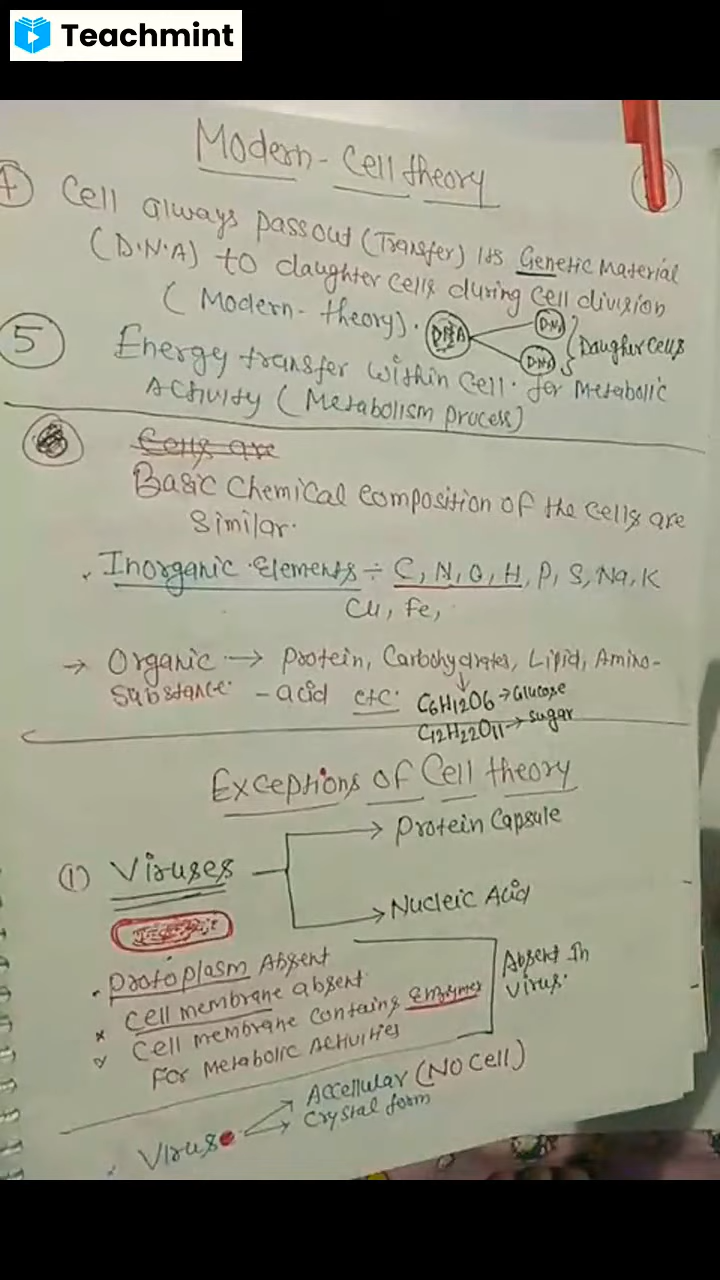 Teachmint
Modern-Cell theory
4 Cell always passout (Transfer) Its Genetic Material
(D.N.A) to daughter cells during cell division
(Modern-theory).
DNA
DNA
DNA
Daugher Cells
5 Energy transfer within Cell. for Metabolic
Activity (Metabolism process)
Cells are
Basic Chemical composition of the cells are
Similar.
Inorganic Elements ÷ C, N, O, H, P, S, Na, K
Cu, Fe,
→ Organic → Protein, Carbohydrates, Lipid, Amino-
Substance. - acid etc.
C6H12O6 → Glucose
C12H22O11 → sugar
Exceptions of Cell theory
(1) Viruses
→ Protein Capsule
→ Nucleic Acid
. Protoplasm Absent
x Cell membrane absent
Cell membrane Contains Enzymes
For Metabolic Activities
Absent In
Virus.
Virus
Accellular (NO Cell)
Crystal form